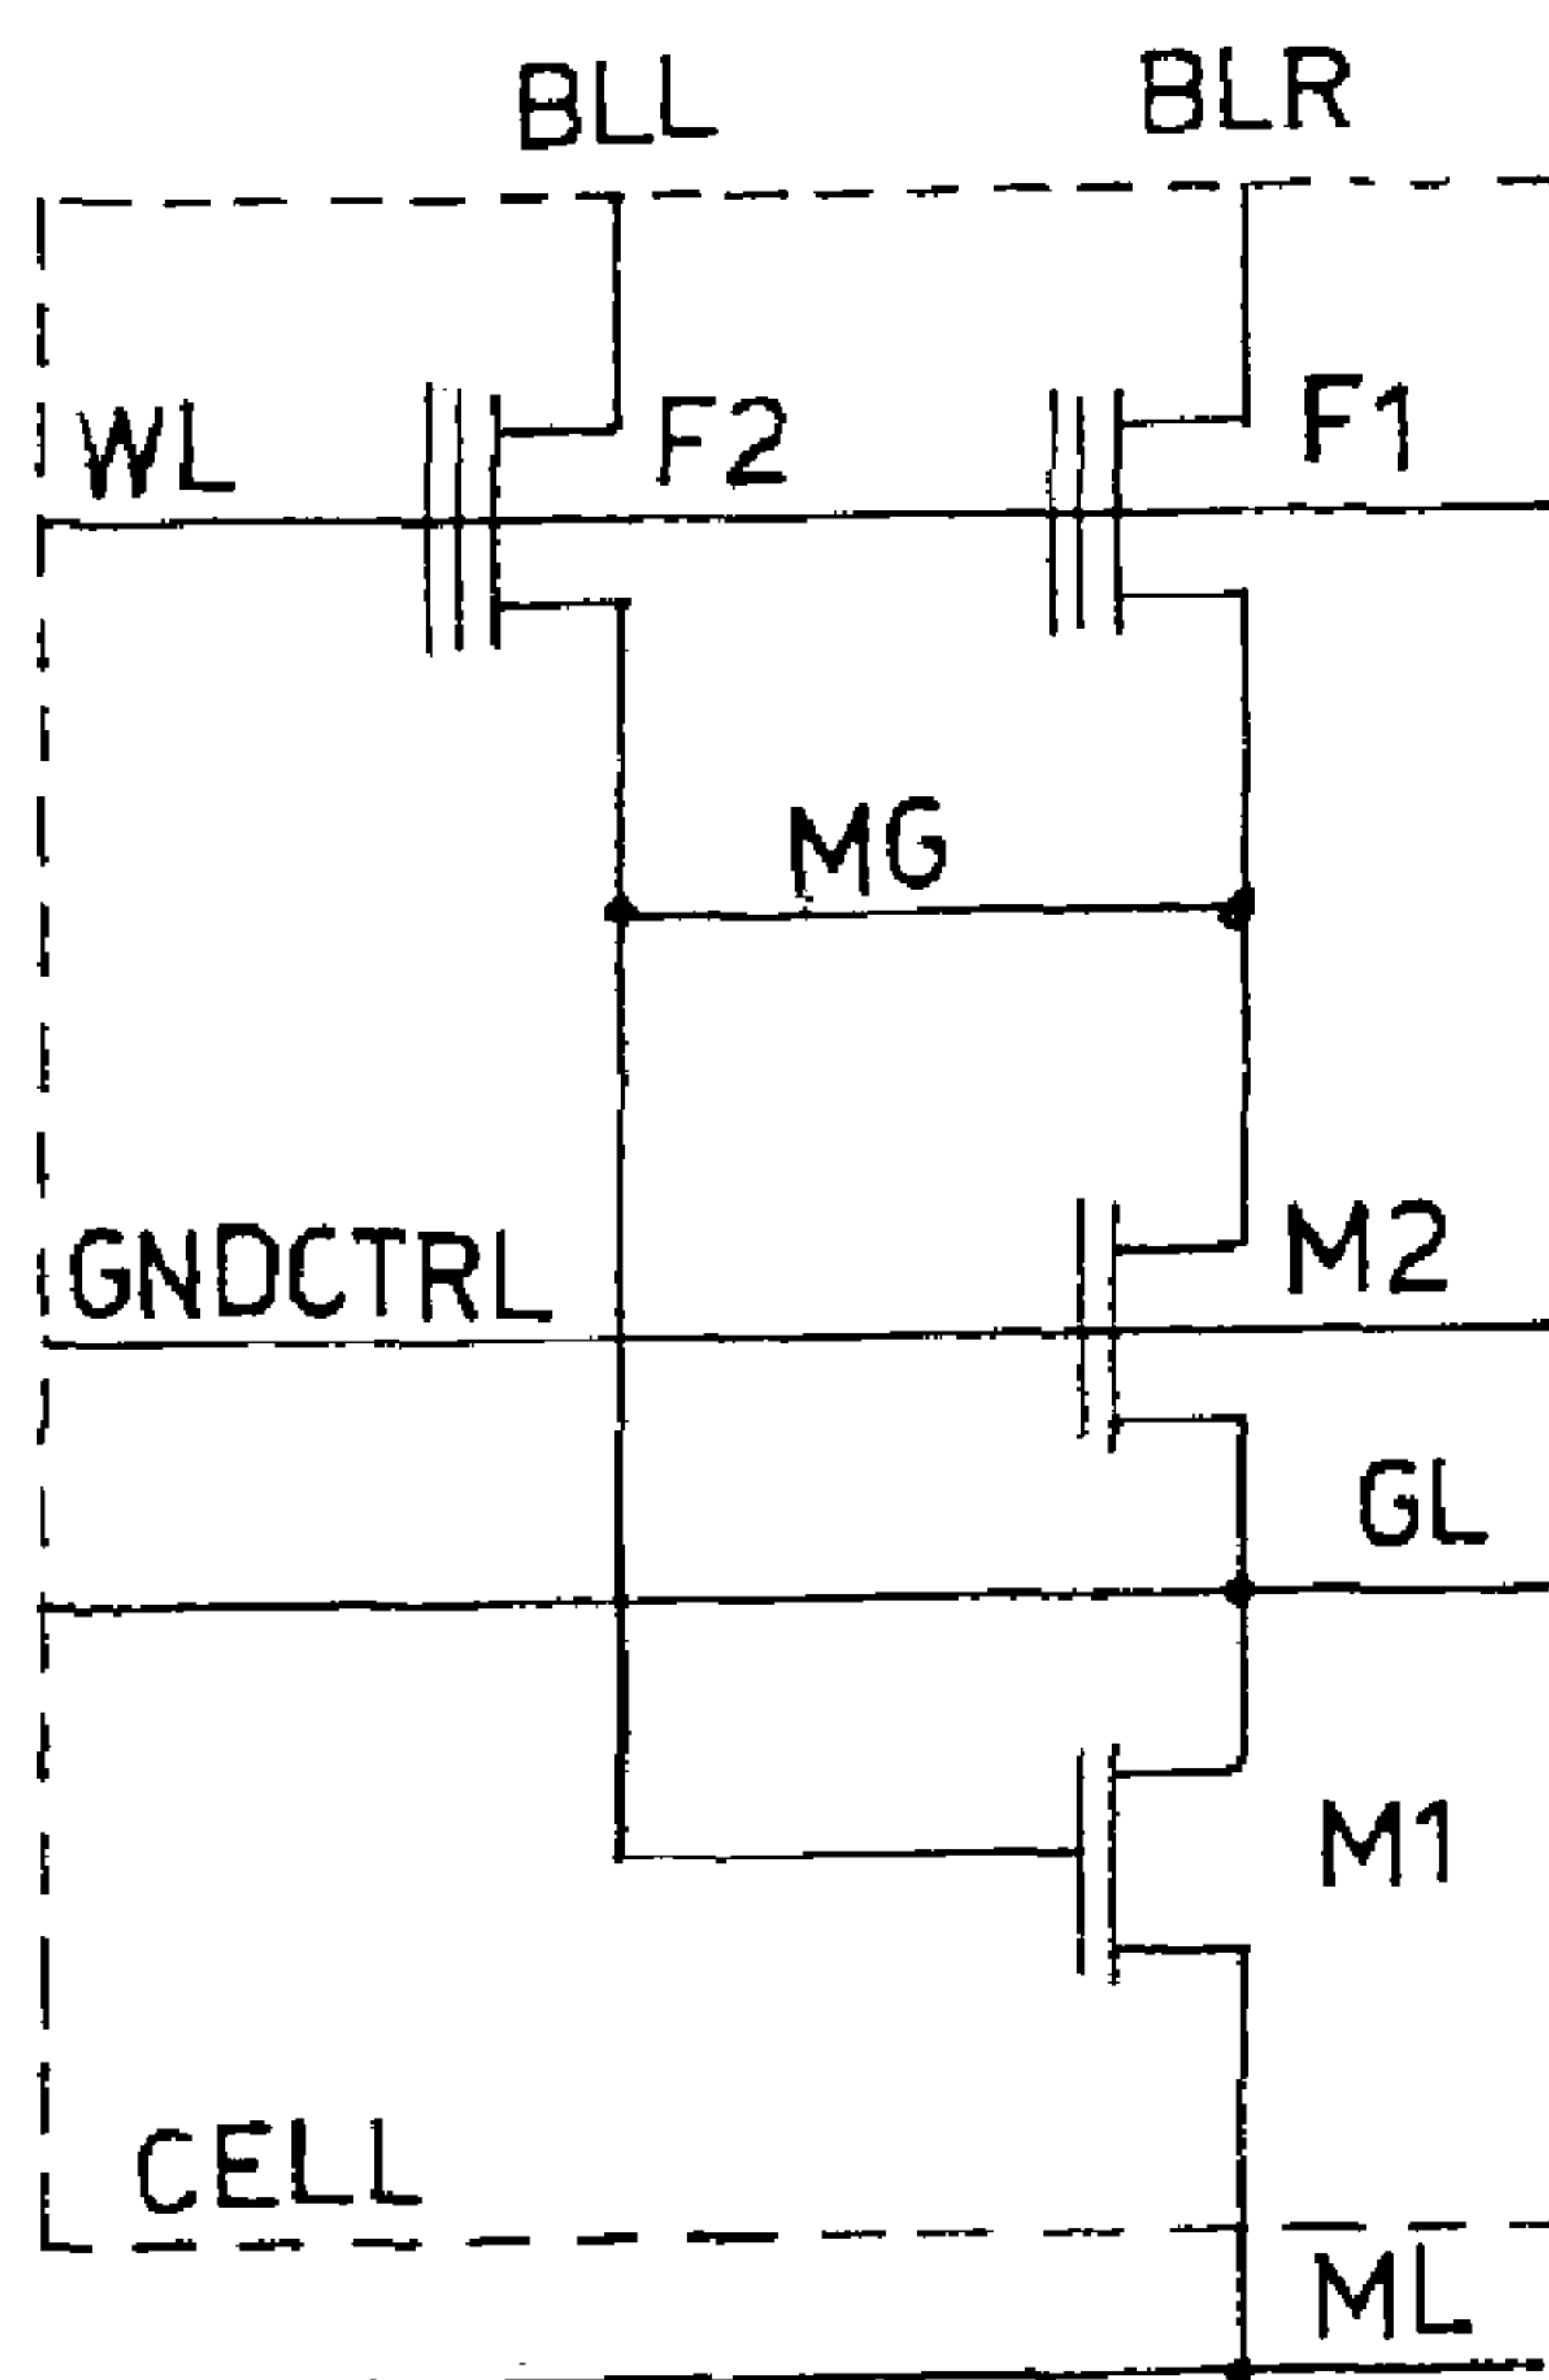 BLL BLR
WL F2 F1
MG
GNDCTRL M2
GL
M1
CELL
ML